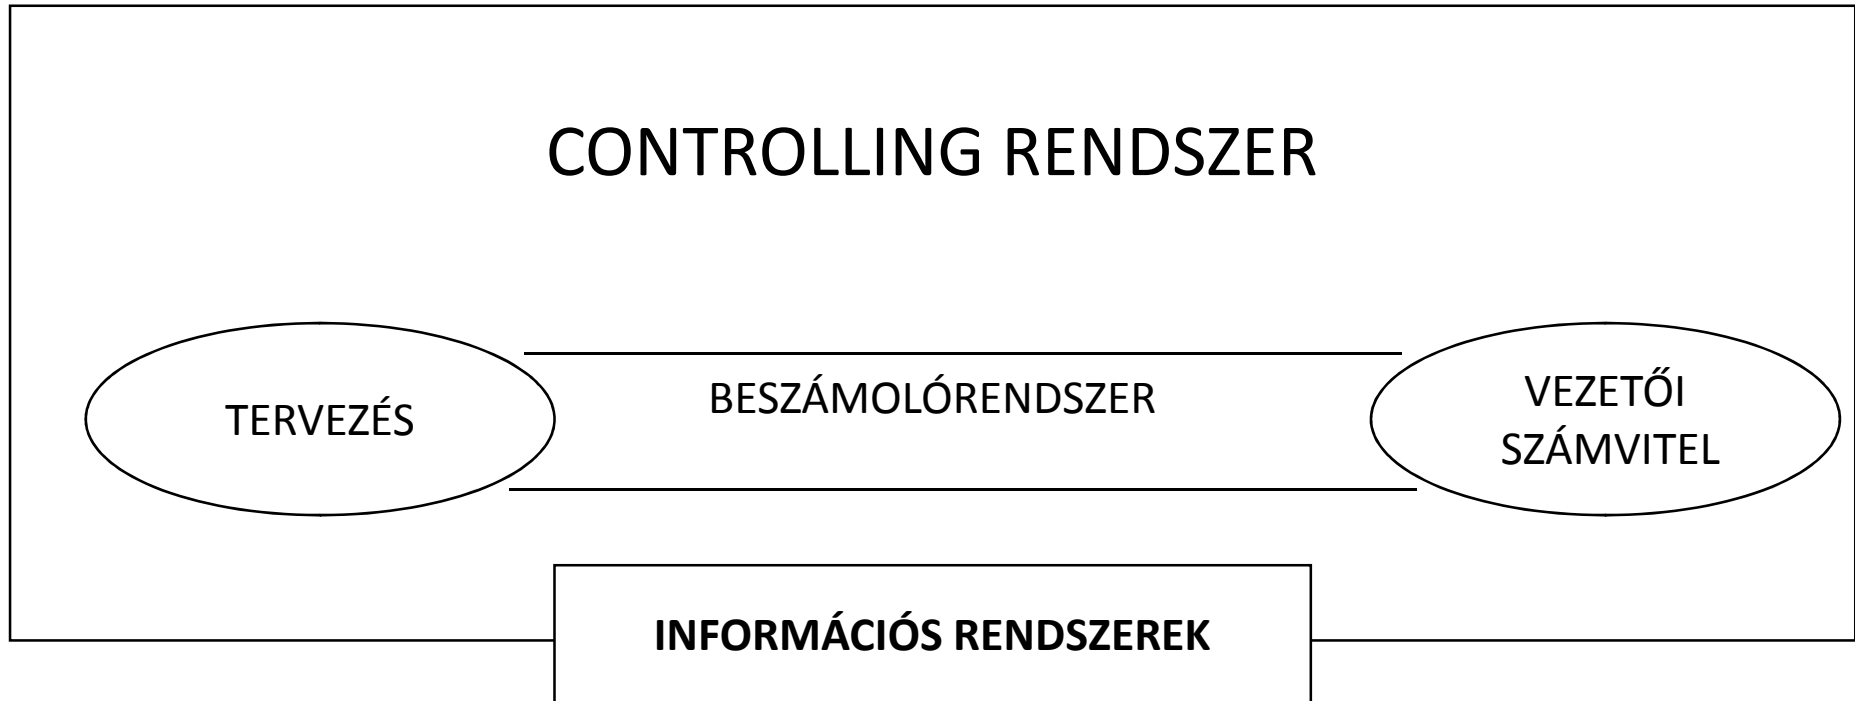 CONTROLLING RENDSZER
TERVEZÉS
BESZÁMOLÓRENDSZER
VEZETŐI
SZÁMVITEL
INFORMÁCIÓS RENDSZEREK